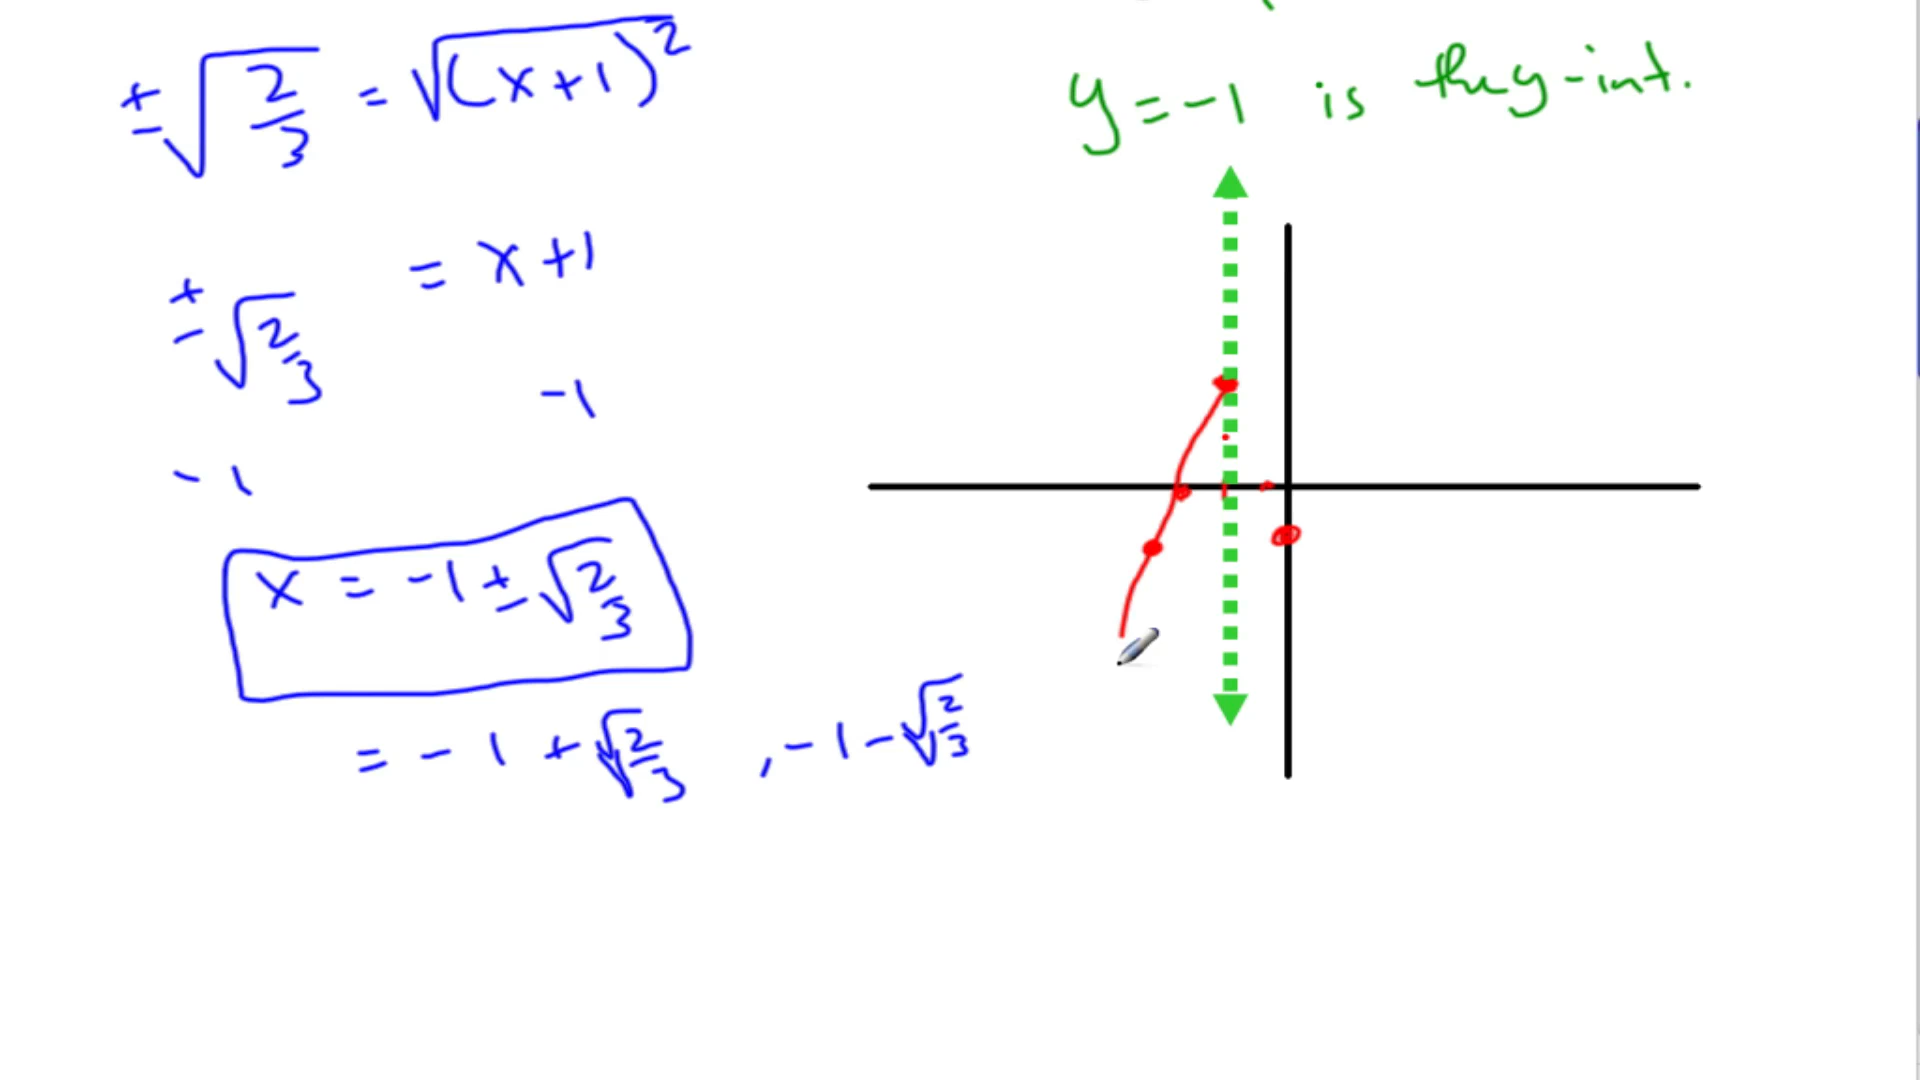 ± √(2/3) = √((x+1)²)
± √(2/3) = x+1
-1
-1
x = -1 ± √(2/3)
= -1 + √(2/3) , -1 - √(2/3)
y = -1 is the y-int.